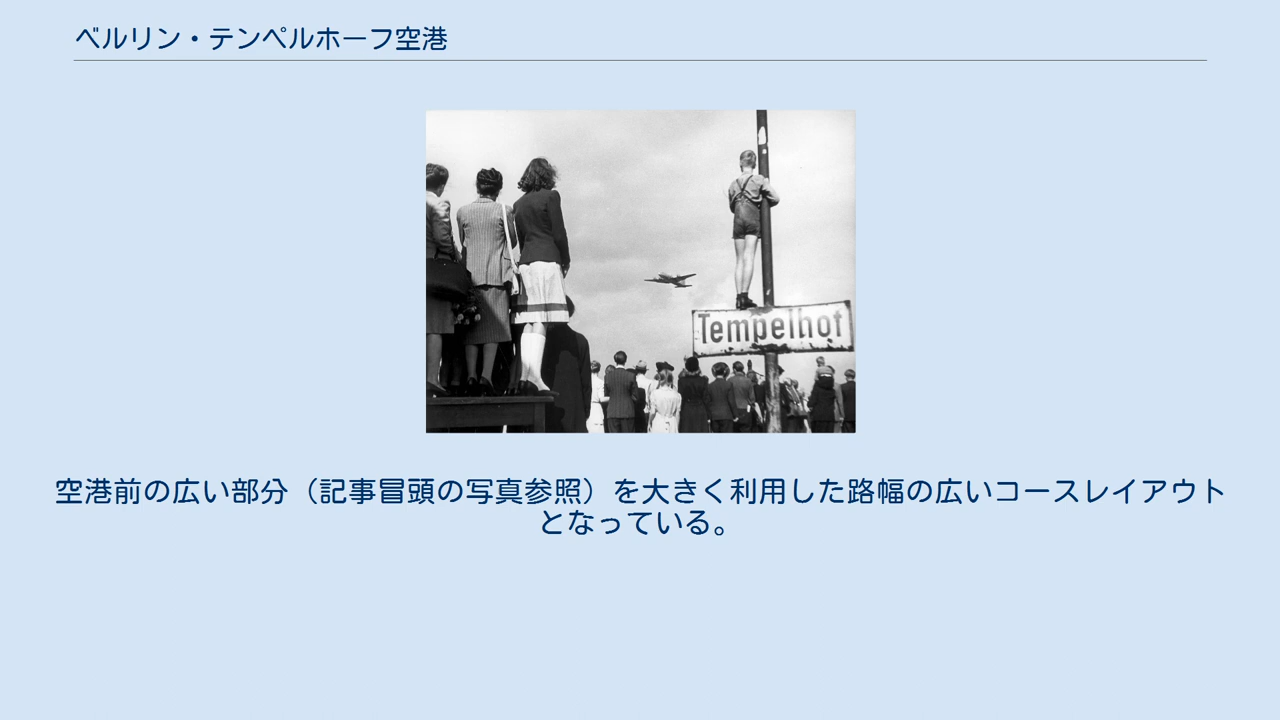 ベルリン・テンペルホーフ空港
Tempelhof
空港前の広い部分（記事冒頭の写真参照）を大きく利用した路幅の広いコースレイアウト
となっている。